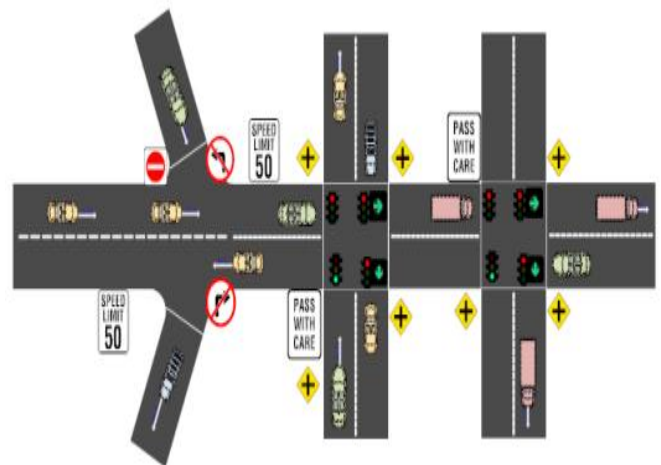 SPEED
LIMIT
50
PASS
WITH
CARE
SPEED
LIMIT
50
PASS
WITH
CARE